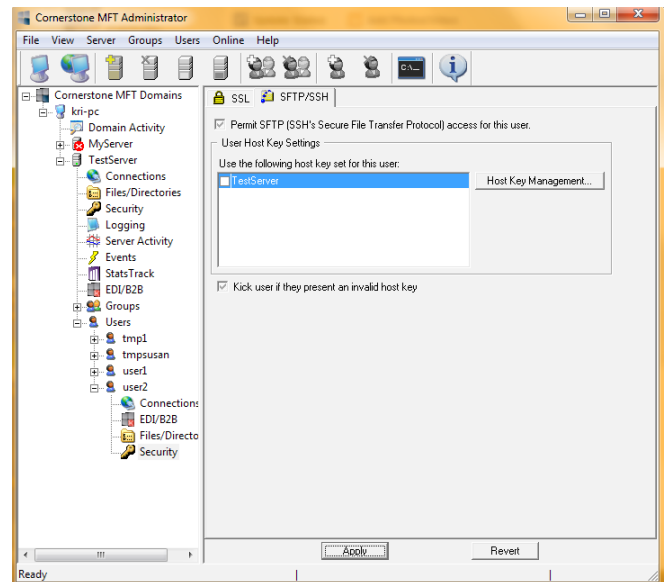 Cornerstone MFT Administrator
File View Server Groups Users Online Help
C:\_
Cornerstone MFT Domains
kri-pc
Domain Activity
MyServer
TestServer
Connections
Files/Directories
Security
Logging
Server Activity
Events
StatsTrack
EDI/B2B
Groups
Users
tmp1
tmpsusan
user1
user2
Connections
EDI/B2B
Files/Directo
Security
SSL SFTP/SSH
Permit SFTP (SSH's Secure File Transfer Protocol) access for this user.
User Host Key Settings
Use the following host key set for this user:
TestServer
Host Key Management...
Kick user if they present an invalid host key
Apply Revert
Ready